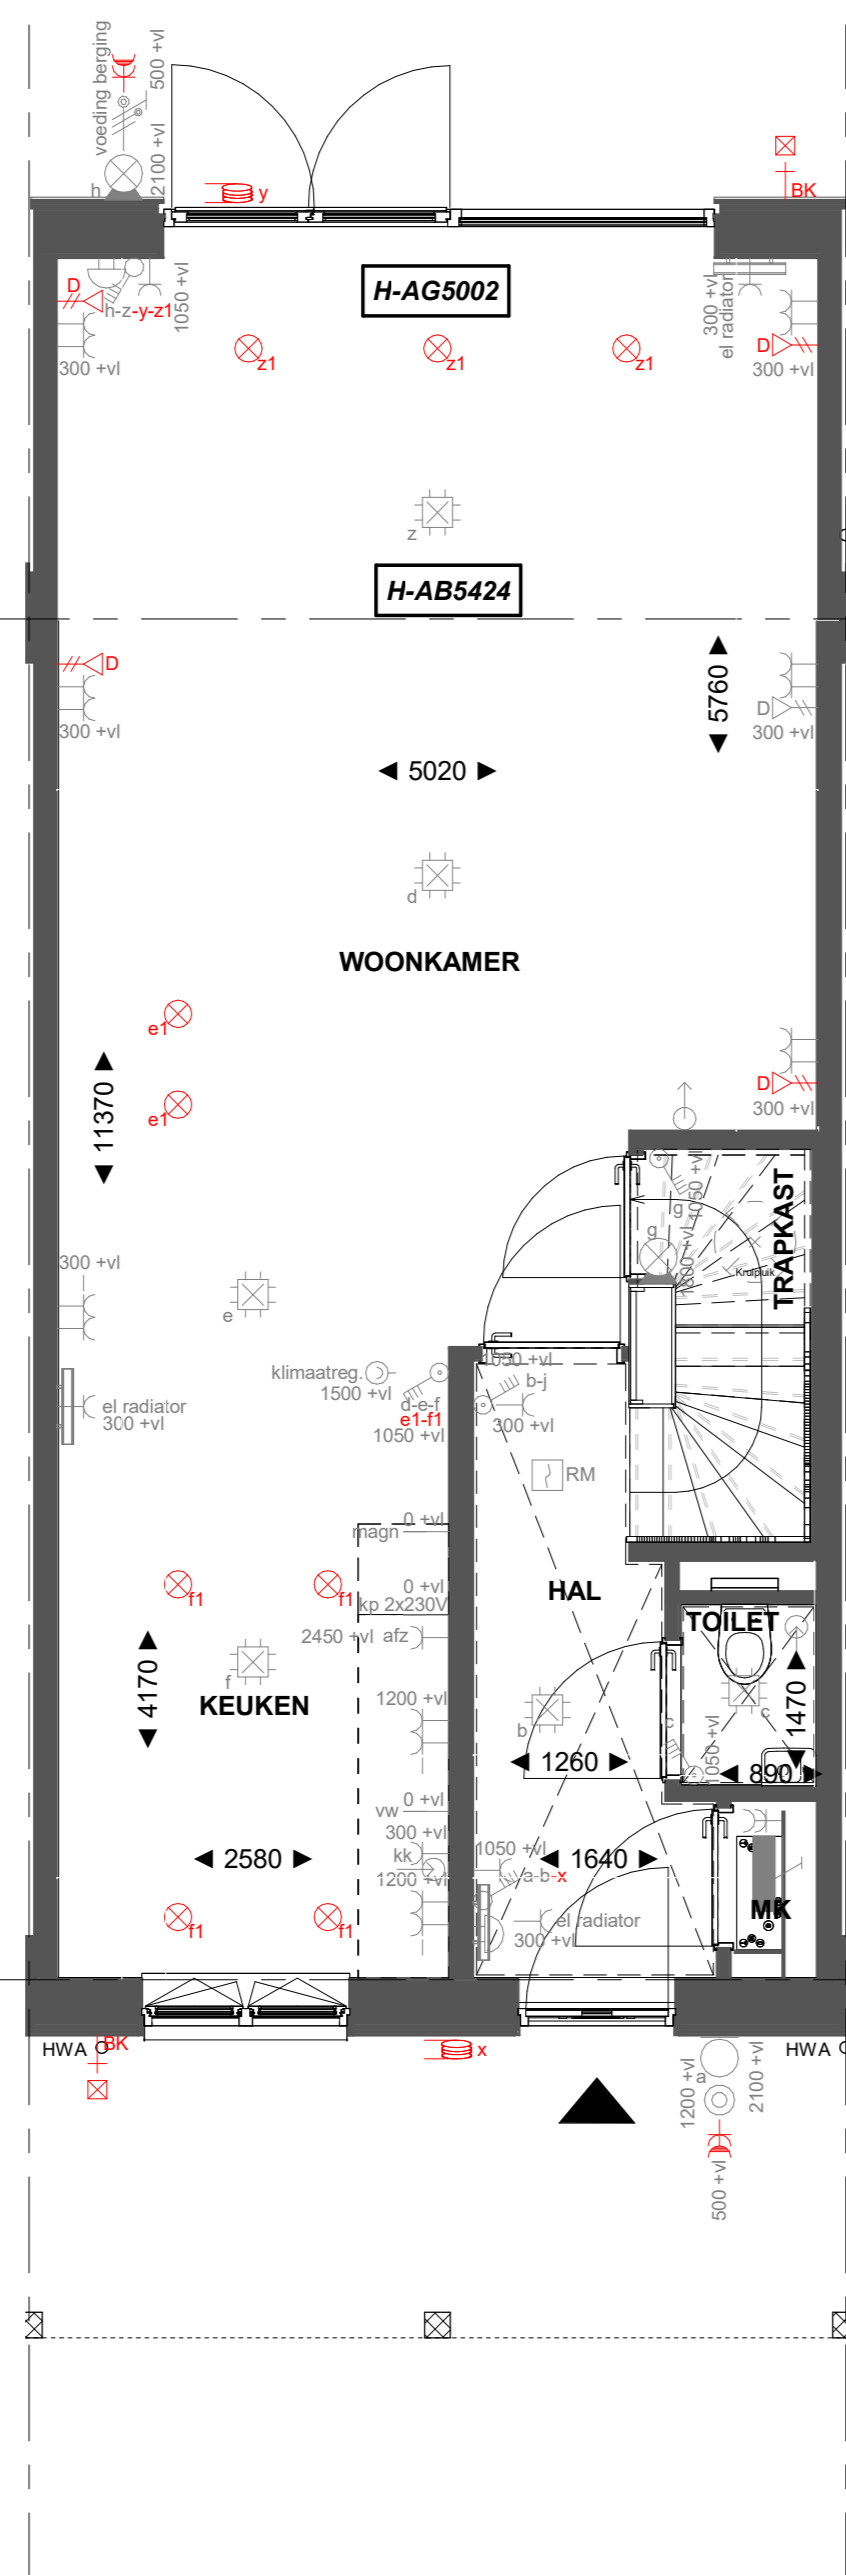 voeding berging
500 +vl
2100 +vl
h
y
BK
H-AG5002
D
h-z-y-z1
1050 +vl
300 +vl
300 +vl
el radiator
D
300 +vl
z1
z1
z1
z
H-AB5424
D
300 +vl
5760
D
300 +vl
5020
d
WOONKAMER
e1
e1
11370
D
300 +vl
1050 +vl
g
g
1500 +vl
TRAPKAST
Kruipluik
300 +vl
e
klimaatreg.
1500 +vl
d-e-f
e1-f1
1050 +vl
1050 +vl
b-j
300 +vl
el radiator
300 +vl
RM
0 +vl
magn
0 +vl
kp 2x230V
2450 +vl afz
f1
f1
HAL
TOILET
f
KEUKEN
4170
1200 +vl
b
c
c
1470
1050 +vl
1260
890
0 +vl
vw
300 +vl
kk
1200 +vl
2580
1050 +vl
1640
a-b-x
el radiator
300 +vl
MK
f1
f1
HWA
BK
x
HWA
a
1200 +vl
2100 +vl
500 +vl